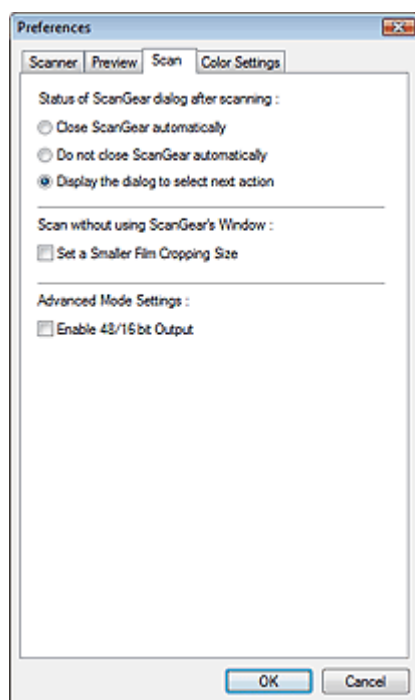 Preferences
Scanner Preview Scan Color Settings
Status of ScanGear dialog after scanning :
Close ScanGear automatically
Do not close ScanGear automatically
Display the dialog to select next action
Scan without using ScanGear's Window :
Set a Smaller Film Cropping Size
Advanced Mode Settings :
Enable 48/16 bit Output
OK Cancel